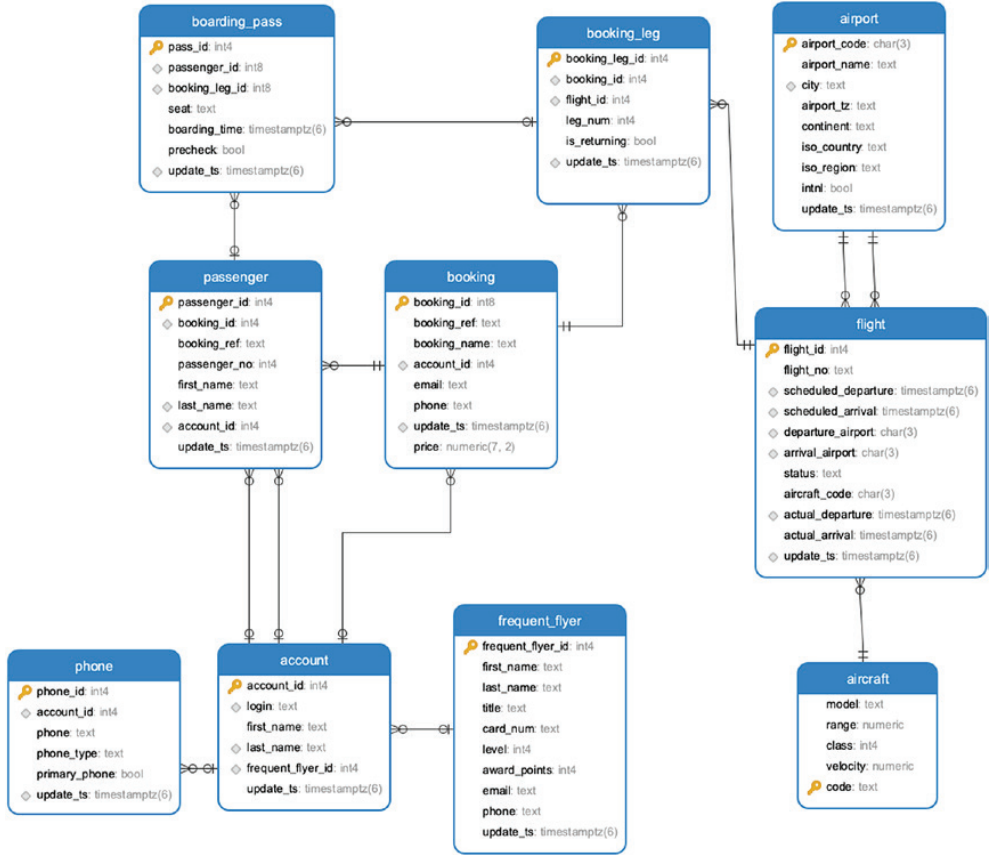 boarding_pass
pass_id: int4
passenger_id: int8
booking_leg_id: int8
seat: text
boarding_time: timestamptz(6)
precheck: bool
update_ts: timestamptz(6)
booking_leg
booking_leg_id: int4
booking_id: int4
flight_id: int4
leg_num: int4
is_returning: bool
update_ts: timestamptz(6)
airport
airport_code: char(3)
airport_name: text
city: text
airport_tz: text
continent: text
iso_country: text
iso_region: text
intnl: bool
update_ts: timestamptz(6)
passenger
passenger_id: int4
booking_id: int4
booking_ref: text
passenger_no: int4
first_name: text
last_name: text
account_id: int4
update_ts: timestamptz(6)
booking
booking_id: int8
booking_ref: text
booking_name: text
account_id: int4
email: text
phone: text
update_ts: timestamptz(6)
price: numeric(7, 2)
flight
flight_id: int4
flight_no: text
scheduled_departure: timestamptz(6)
scheduled_arrival: timestamptz(6)
departure_airport: char(3)
arrival_airport: char(3)
status: text
aircraft_code: char(3)
actual_departure: timestamptz(6)
actual_arrival: timestamptz(6)
update_ts: timestamptz(6)
phone
phone_id: int4
account_id: int4
phone: text
phone_type: text
primary_phone: bool
update_ts: timestamptz(6)
account
account_id: int4
login: text
first_name: text
last_name: text
frequent_flyer_id: int4
update_ts: timestamptz(6)
frequent_flyer
frequent_flyer_id: int4
first_name: text
last_name: text
title: text
card_num: text
level: int4
award_points: int4
email: text
phone: text
update_ts: timestamptz(6)
aircraft
model: text
range: numeric
class: int4
velocity: numeric
code: text